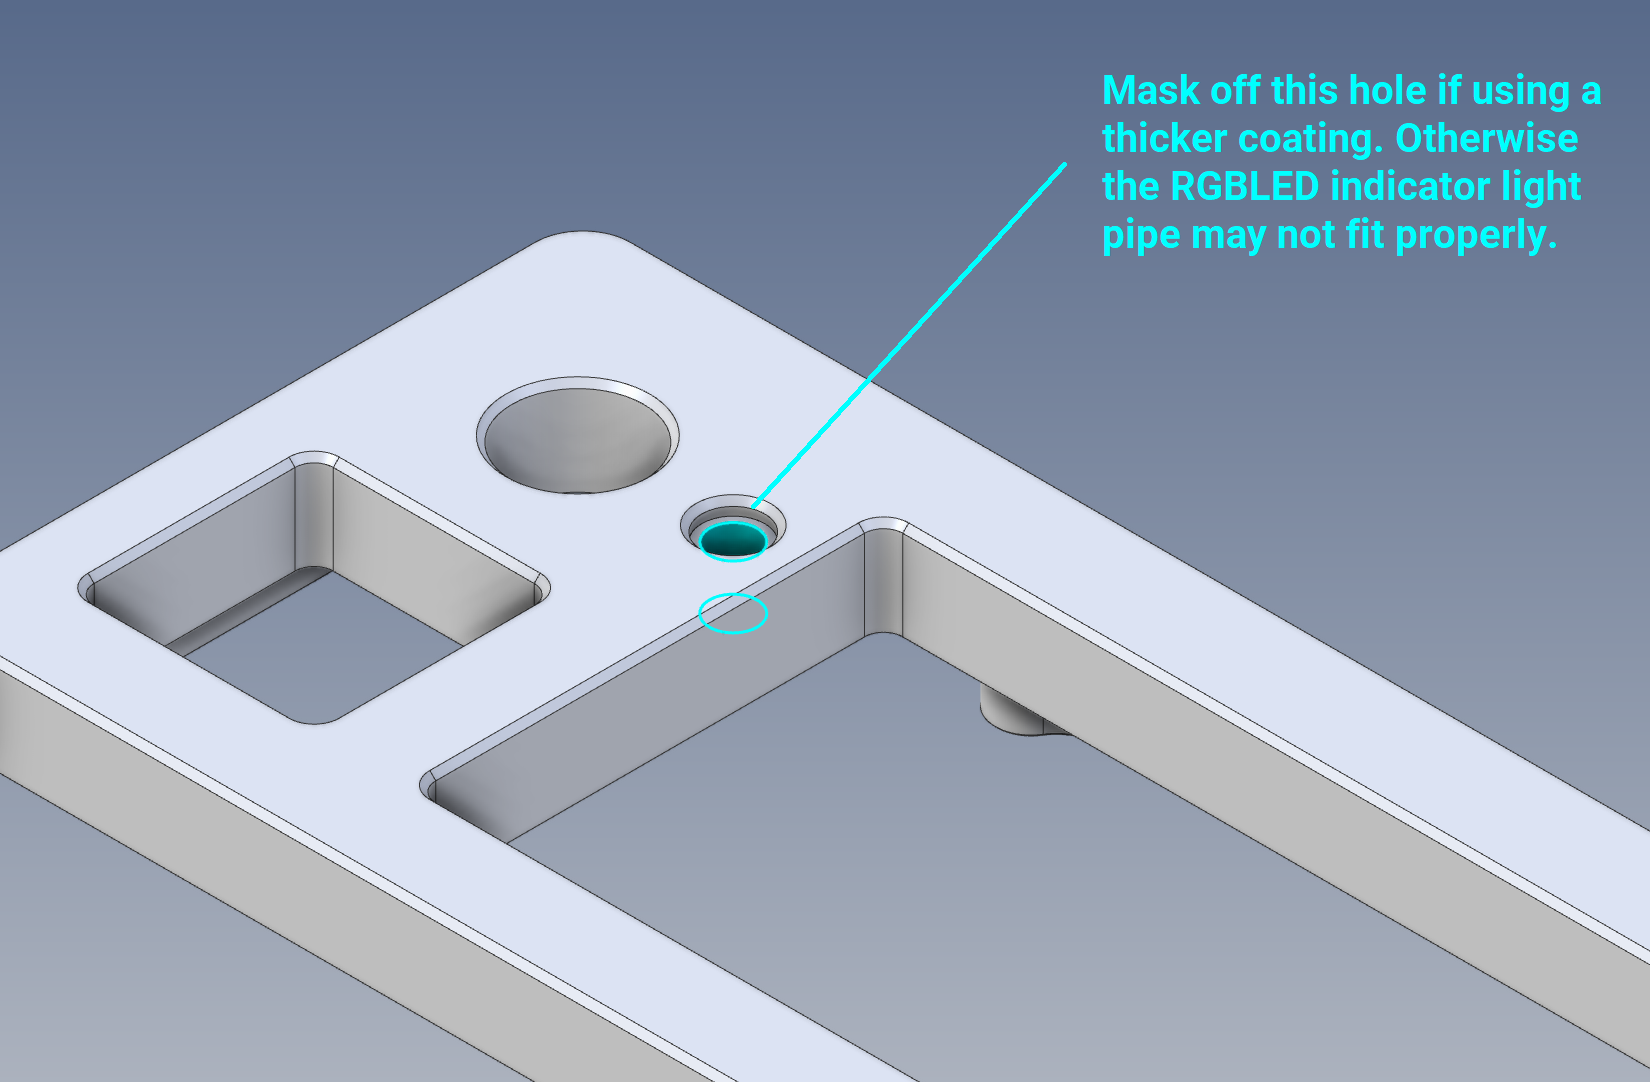 Mask off this hole if using a
thicker coating. Otherwise
the RGBLED indicator light
pipe may not fit properly.